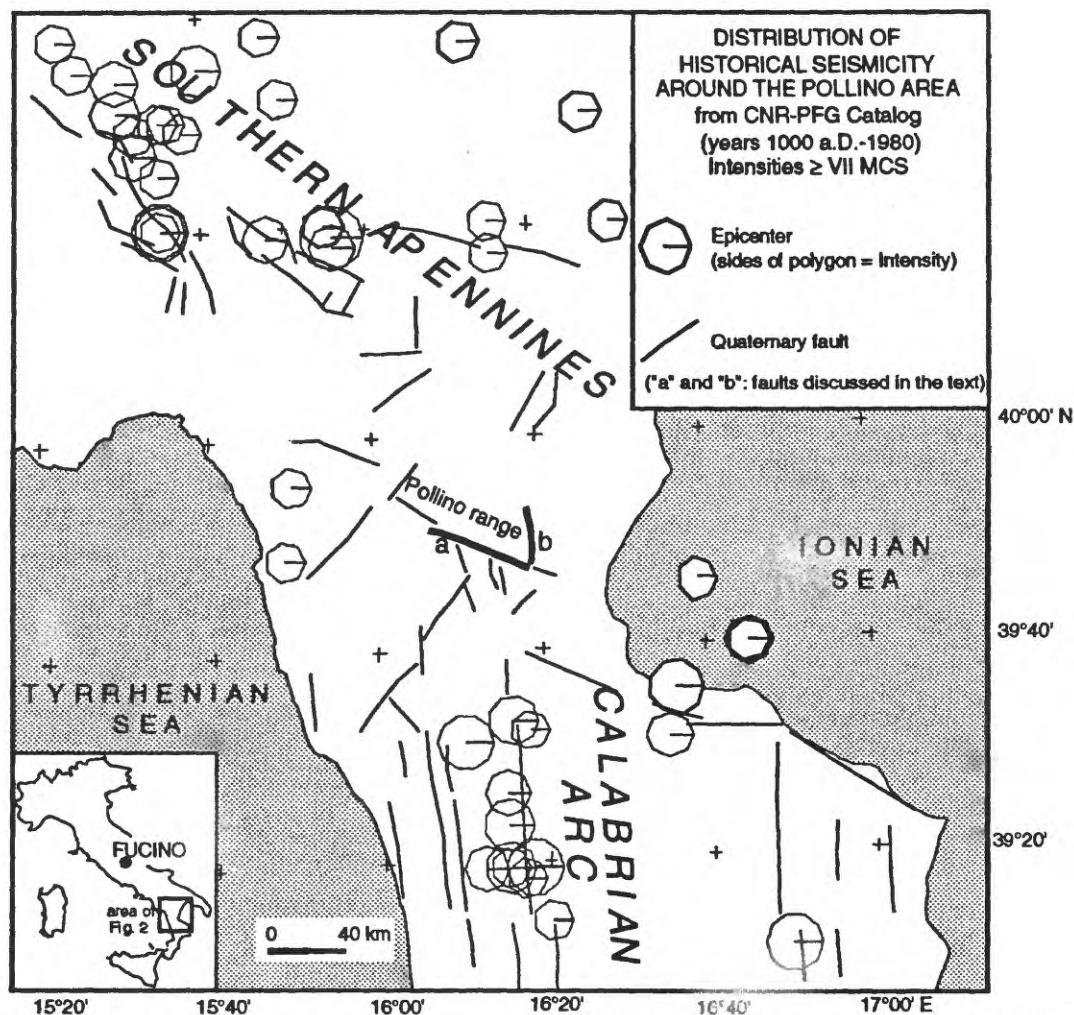 DISTRIBUTION OF
HISTORICAL SEISMICITY
AROUND THE POLLINO AREA
from CNR-PFG Catalog
(years 1000 a.D.-1980)
Intensities ≥ VII MCS
Epicenter
(sides of polygon = Intensity)
Quaternary fault
("a" and "b": faults discussed in the text)
SOUTHERN APENNINES
40°00' N
Pollino range
a
b
IONIAN
SEA
39°40'
TYRRHENIAN
SEA
CALABRIAN
ARC
39°20'
FUCINO
area of
Fig. 2
0 40 km
15°20' 15°40' 16°00' 16°20' 16°40' 17°00' E